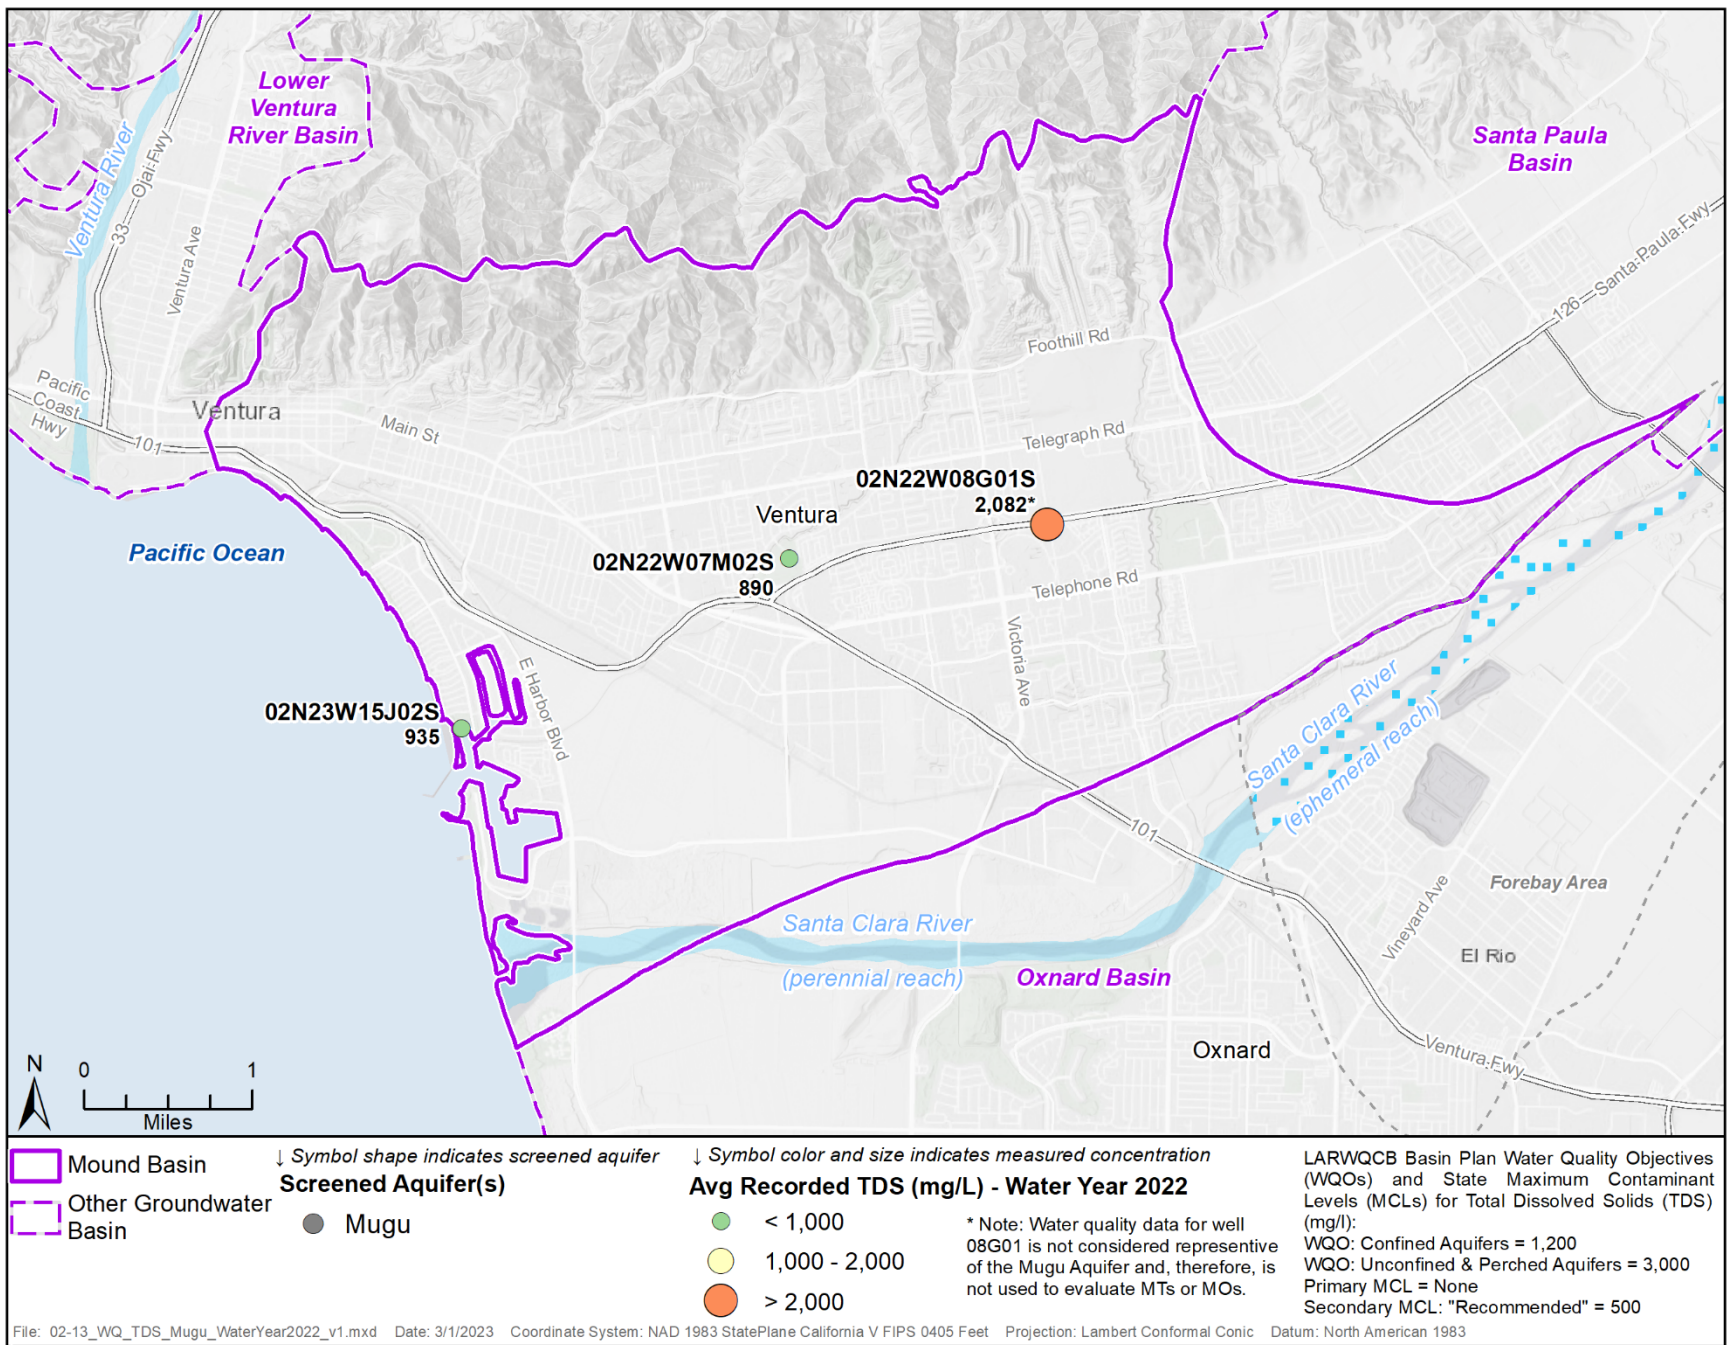 Lower
Ventura
River Basin
Santa Paula
Basin
Ventura River
33
Ojai Fwy
Ventura Ave
126
Santa Paula Fwy
Foothill Rd
Pacific
Coast
Hwy
Ventura
101
Main St
Telegraph Rd
02N22W08G01S
2,082*
Ventura
Pacific Ocean
02N22W07M02S
890
Telephone Rd
Victoria Ave
E Harbor Blvd
02N23W15J02S
935
Santa Clara River
(ephemeral reach)
101
Forebay Area
Vineyard Ave
El Rio
Santa Clara River
(perennial reach)
Oxnard Basin
Oxnard
Ventura Fwy
N
0 1
Miles
Mound Basin
Other Groundwater
Basin
↓ Symbol shape indicates screened aquifer
Screened Aquifer(s)
Mugu
↓ Symbol color and size indicates measured concentration
Avg Recorded TDS (mg/L) - Water Year 2022
< 1,000
1,000 - 2,000
> 2,000
* Note: Water quality data for well
08G01 is not considered representive
of the Mugu Aquifer and, therefore, is
not used to evaluate MTs or MOs.
LARWQCB Basin Plan Water Quality Objectives
(WQOs) and State Maximum Contaminant
Levels (MCLs) for Total Dissolved Solids (TDS)
(mg/l):
WQO: Confined Aquifers = 1,200
WQO: Unconfined & Perched Aquifers = 3,000
Primary MCL = None
Secondary MCL: "Recommended" = 500
File: 02-13_WQ_TDS_Mugu_WaterYear2022_v1.mxd Date: 3/1/2023 Coordinate System: NAD 1983 StatePlane California V FIPS 0405 Feet Projection: Lambert Conformal Conic Datum: North American 1983